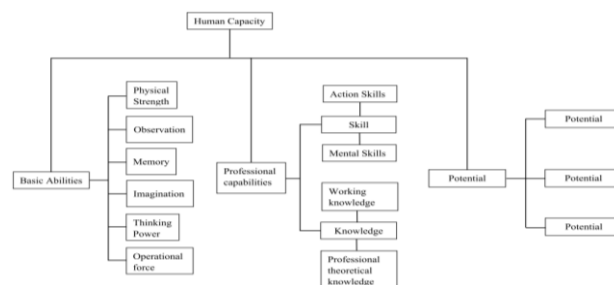 Human Capacity
Basic Abilities
Physical
Strength
Observation
Memory
Imagination
Thinking
Power
Operational
force
Professional
capabilities
Action Skills
Skill
Mental Skills
Working
knowledge
Knowledge
Professional
theoretical
knowledge
Potential
Potential
Potential
Potential